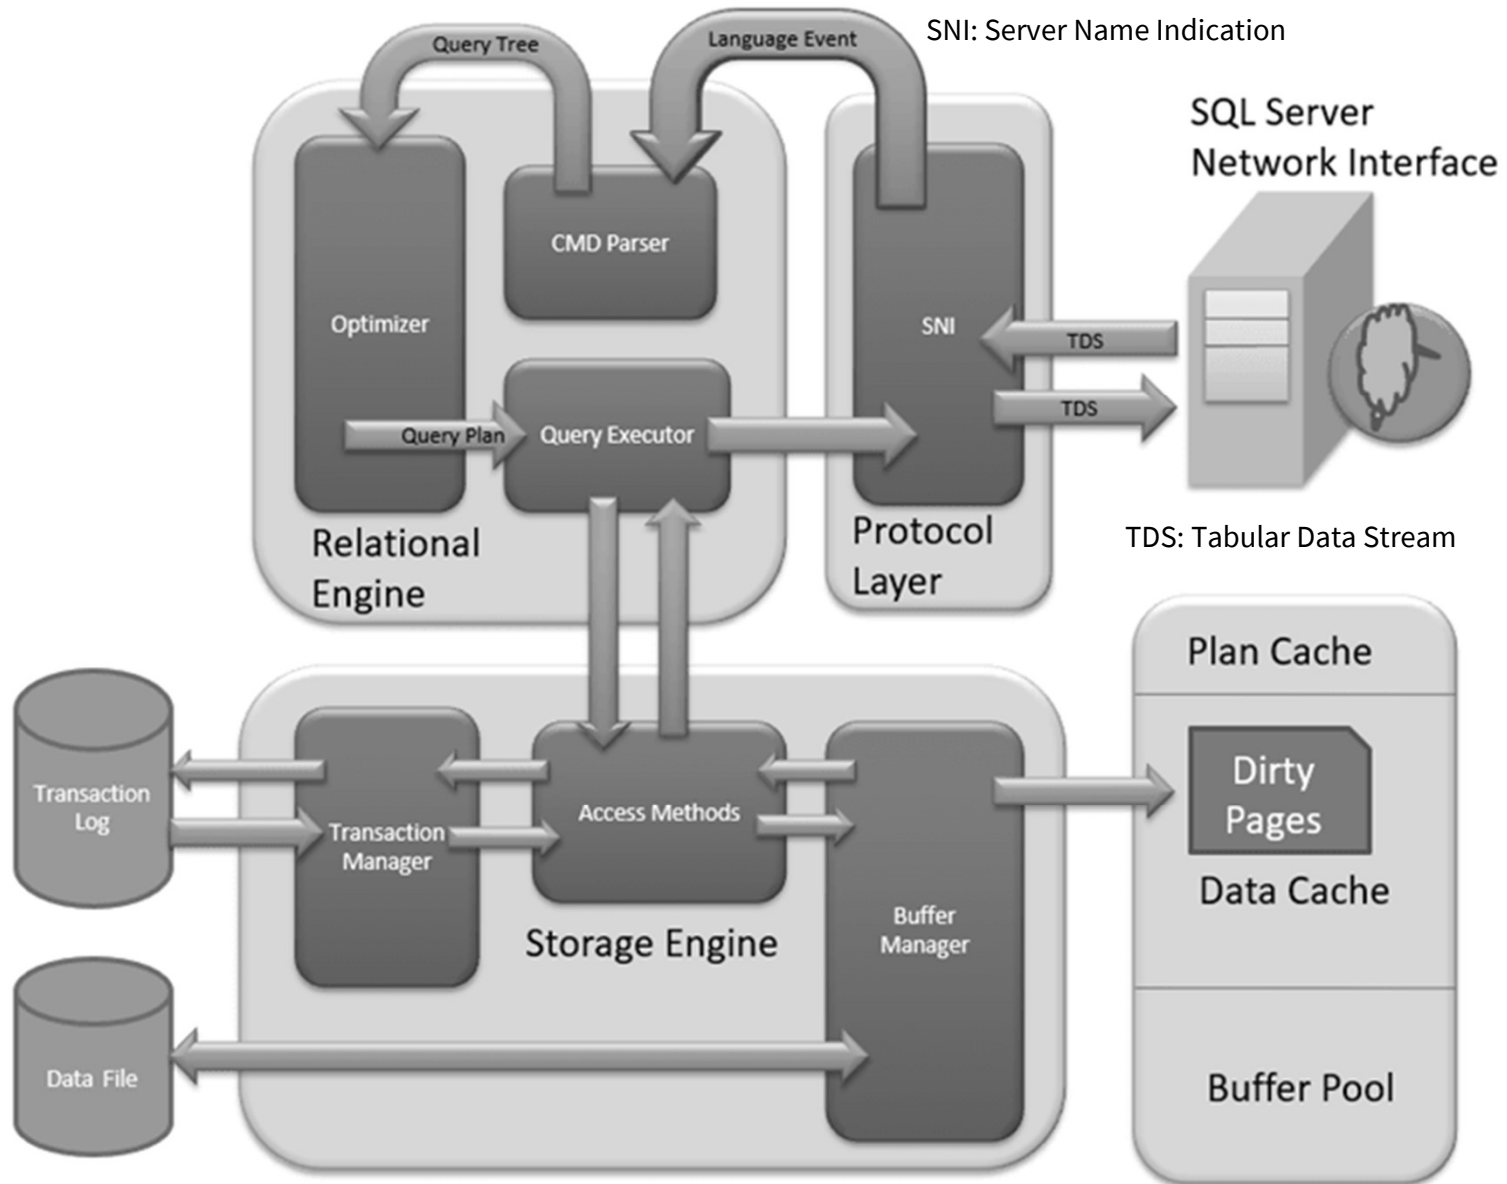 SNI: Server Name Indication
Language Event
Query Tree
SQL Server
Network Interface
CMD Parser
Optimizer
SNI
TDS
TDS
Query Plan
Query Executor
Relational
Engine
Protocol
Layer
TDS: Tabular Data Stream
Plan Cache
Dirty
Pages
Data Cache
Buffer Pool
Transaction
Log
Transaction
Manager
Access Methods
Storage Engine
Buffer
Manager
Data File